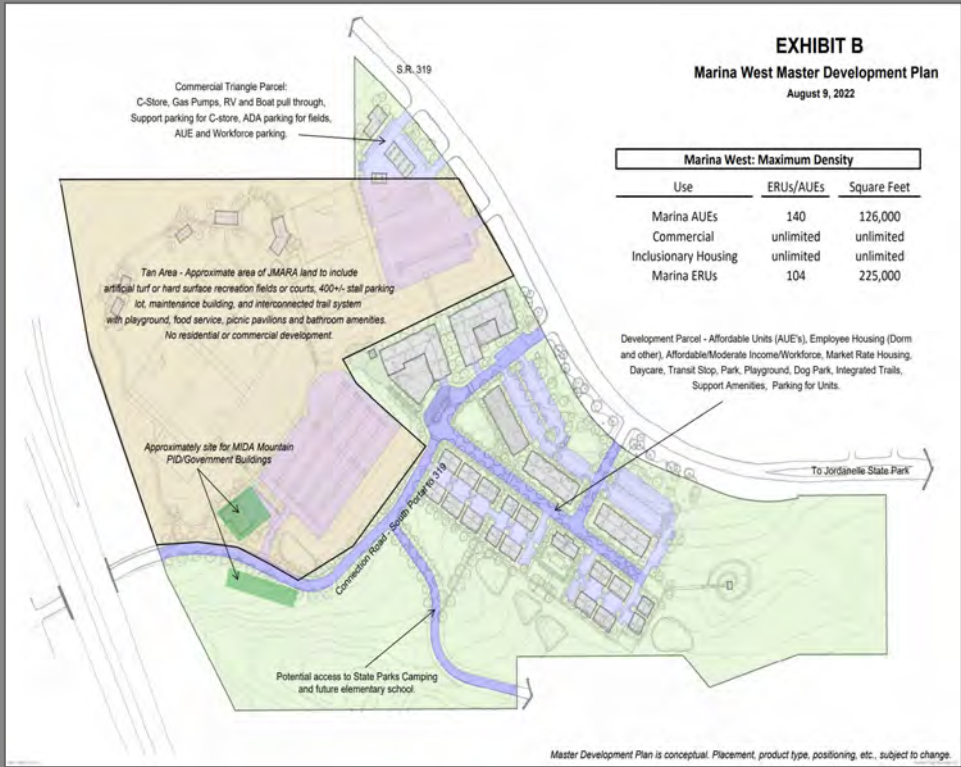 EXHIBIT B
Marina West Master Development Plan
August 9, 2022
S.R. 319
Commercial Triangle Parcel:
C-Store, Gas Pumps, RV and Boat pull through,
Support parking for C-store, ADA parking for fields,
AUE and Workforce parking.
Marina West: Maximum Density
Use ERUs/AUEs Square Feet
Marina AUEs 140 126,000
Commercial unlimited unlimited
Inclusionary Housing unlimited unlimited
Marina ERUs 104 225,000
Tan Area - Approximate area of JMARA land to include
artificial turf or hard surface recreation fields or courts, 400+/- stall parking
lot, maintenance building, and interconnected trail system
with playground, food service, picnic pavilions and bathroom amenities.
No residential or commercial development.
Development Parcel - Affordable Units (AUE's), Employee Housing (Dorm
and other), Affordable/Moderate Income/Workforce, Market Rate Housing,
Daycare, Transit Stop, Park, Playground, Dog Park, Integrated Trails,
Support Amenities, Parking for Units.
Approximately site for MIDA Mountain
PID/Government Buildings
To Jordanelle State Park
Connection Road - South Portal to 319
Potential access to State Parks Camping
and future elementary school.
Master Development Plan is conceptual. Placement, product type, positioning, etc., subject to change.